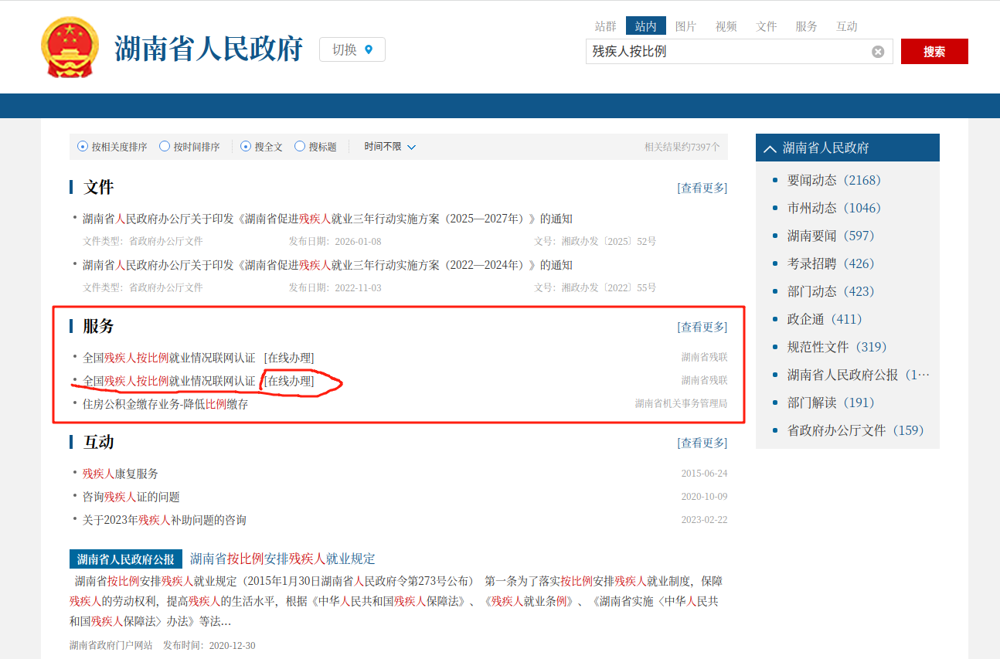 湖南省人民政府
切换
站群 站内 图片 视频 文件 服务 互动
残疾人按比例
搜索
按相关度排序 按时间排序 搜全文 搜标题 时间不限 相关结果约7397个
文件 [查看更多]
湖南省人民政府办公厅关于印发《湖南省促进残疾人就业三年行动实施方案（2025—2027年）》的通知
文件类型：省政府办公厅文件 发布日期：2026-01-08 文号：湘政办发〔2025〕52号
湖南省人民政府办公厅关于印发《湖南省促进残疾人就业三年行动实施方案（2022—2024年）》的通知
文件类型：省政府办公厅文件 发布日期：2022-11-03 文号：湘政办发〔2022〕55号
服务 [查看更多]
全国残疾人按比例就业情况联网认证 [在线办理] 湖南省残联
全国残疾人按比例就业情况联网认证 [在线办理] 湖南省残联
住房公积金缴存业务-降低比例缴存 湖南省机关事务管理局
互动 [查看更多]
残疾人康复服务 2015-06-24
咨询残疾人证的问题 2020-10-09
关于2023年残疾人补助问题的咨询 2023-02-22
湖南省人民政府公报 湖南省按比例安排残疾人就业规定
湖南省按比例安排残疾人就业规定（2015年1月30日湖南省人民政府令第273号公布） 第一条为了落实按比例安排残疾人就业制度，保障
残疾人的劳动权利，提高残疾人的生活水平，根据《中华人民共和国残疾人保障法》、《残疾人就业条例》、《湖南省实施〈中华人民共
和国残疾人保障法〉办法》等法...
湖南省政府门户网站 发布时间：2020-12-30
湖南省人民政府
要闻动态（2168）
市州动态（1046）
湖南要闻（597）
考录招聘（426）
部门动态（423）
政企通（411）
规范性文件（319）
湖南省人民政府公报（1…
部门解读（191）
省政府办公厅文件（159）